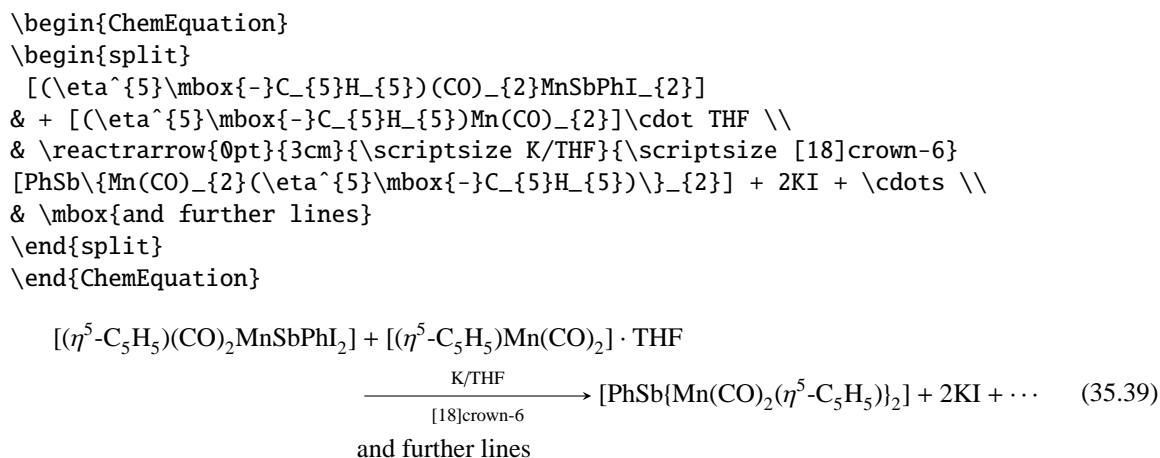 \begin{ChemEquation}
\begin{split}
[(\eta^{5}\mbox{-}C_{5}H_{5})(CO)_{2}MnSbPhI_{2}]
& + [(\eta^{5}\mbox{-}C_{5}H_{5})Mn(CO)_{2}]\cdot THF \\
& \reactrarrow{0pt}{3cm}{\scriptsize K/THF}{\scriptsize [18]crown-6}
[PhSb\{Mn(CO)_{2}(\eta^{5}\mbox{-}C_{5}H_{5})\}_{2}] + 2KI + \cdots \\
& \mbox{and further lines}
\end{split}
\end{ChemEquation}
[(η⁵-C₅H₅)(CO)₂MnSbPhI₂] + [(η⁵-C₅H₅)Mn(CO)₂] · THF
K/THF
⟶ [PhSb{Mn(CO)₂(η⁵-C₅H₅)}₂] + 2KI + ⋯ (35.39)
[18]crown-6
and further lines